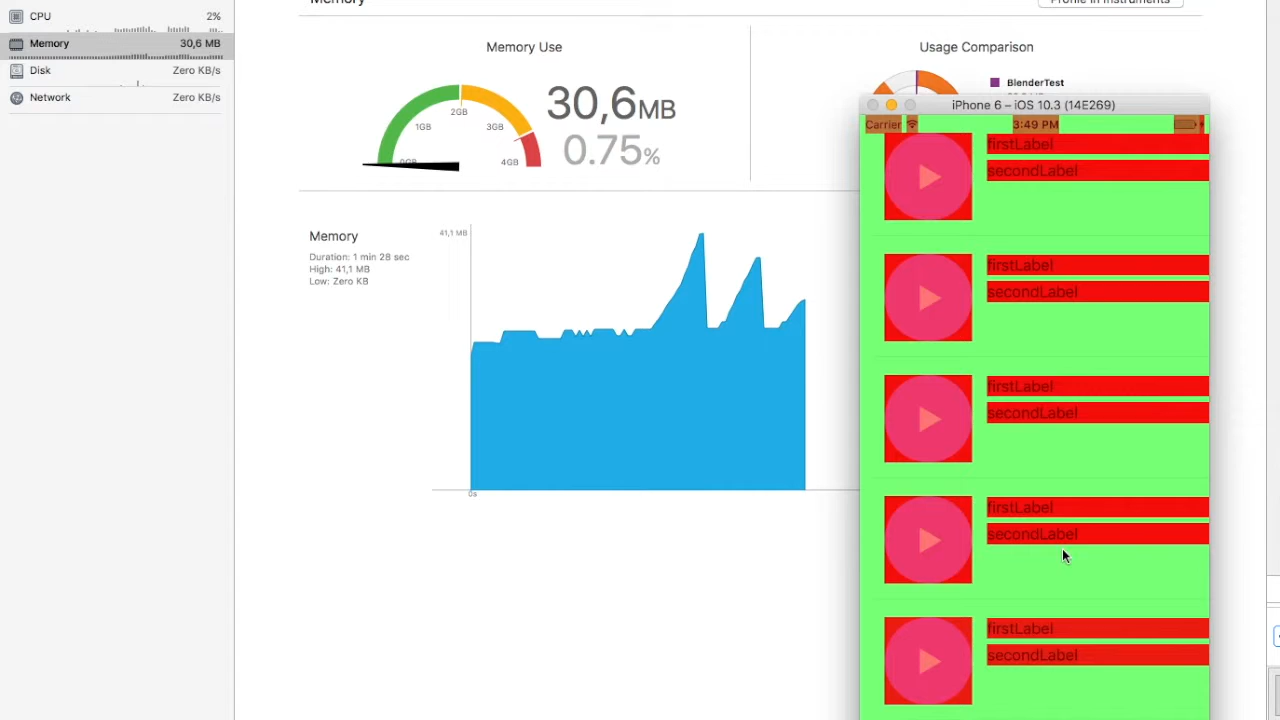 CPU 2%
Memory 30,6 MB
Disk Zero KB/s
Network Zero KB/s
Memory
Profile in Instruments
Memory Use
0GB
1GB
2GB
3GB
4GB
30,6MB
0.75%
Usage Comparison
BlenderTest
Memory
Duration: 1 min 28 sec
High: 41,1 MB
Low: Zero KB
41,1 MB
0s
iPhone 6 – iOS 10.3 (14E269)
Carrier 3:49 PM
firstLabel
secondLabel
firstLabel
secondLabel
firstLabel
secondLabel
firstLabel
secondLabel
firstLabel
secondLabel